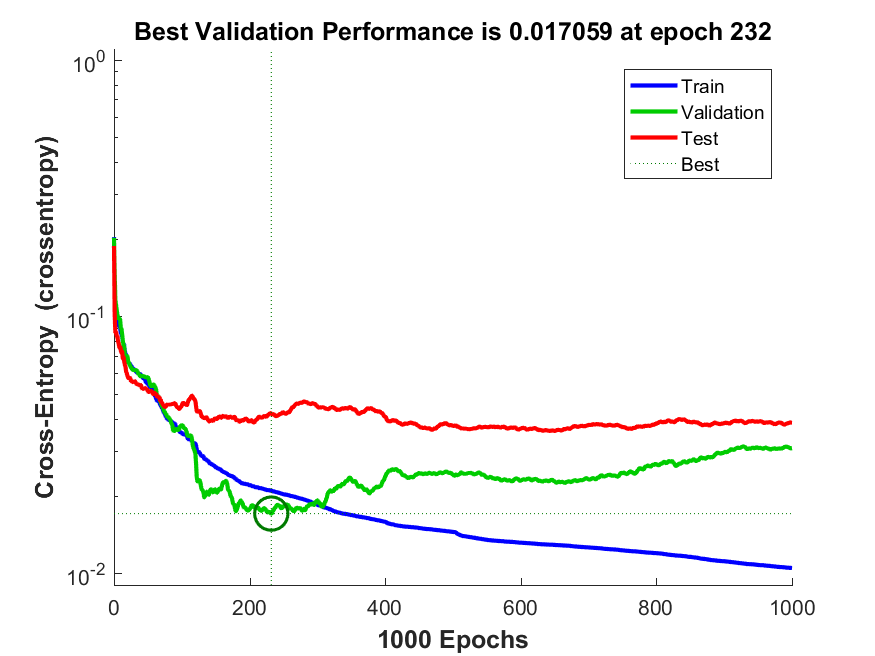 Best Validation Performance is 0.017059 at epoch 232
Cross-Entropy (crossentropy)
10^0
10^-1
10^-2
Train
Validation
Test
Best
0 200 400 600 800 1000
1000 Epochs